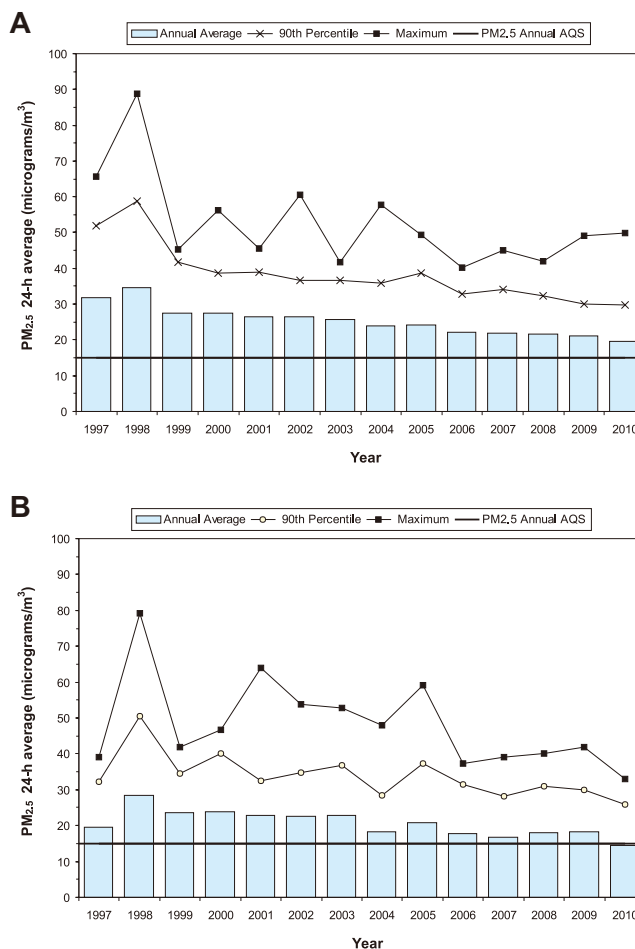 A
Annual Average 90th Percentile Maximum PM2.5 Annual AQS
100
90
80
70
60
50
40
30
20
10
0
PM2.5 24-h average (micrograms/m³)
1997 1998 1999 2000 2001 2002 2003 2004 2005 2006 2007 2008 2009 2010
Year
B
Annual Average 90th Percentile Maximum PM2.5 Annual AQS
100
90
80
70
60
50
40
30
20
10
0
PM2.5 24-h average (micrograms/m³)
1997 1998 1999 2000 2001 2002 2003 2004 2005 2006 2007 2008 2009 2010
Year